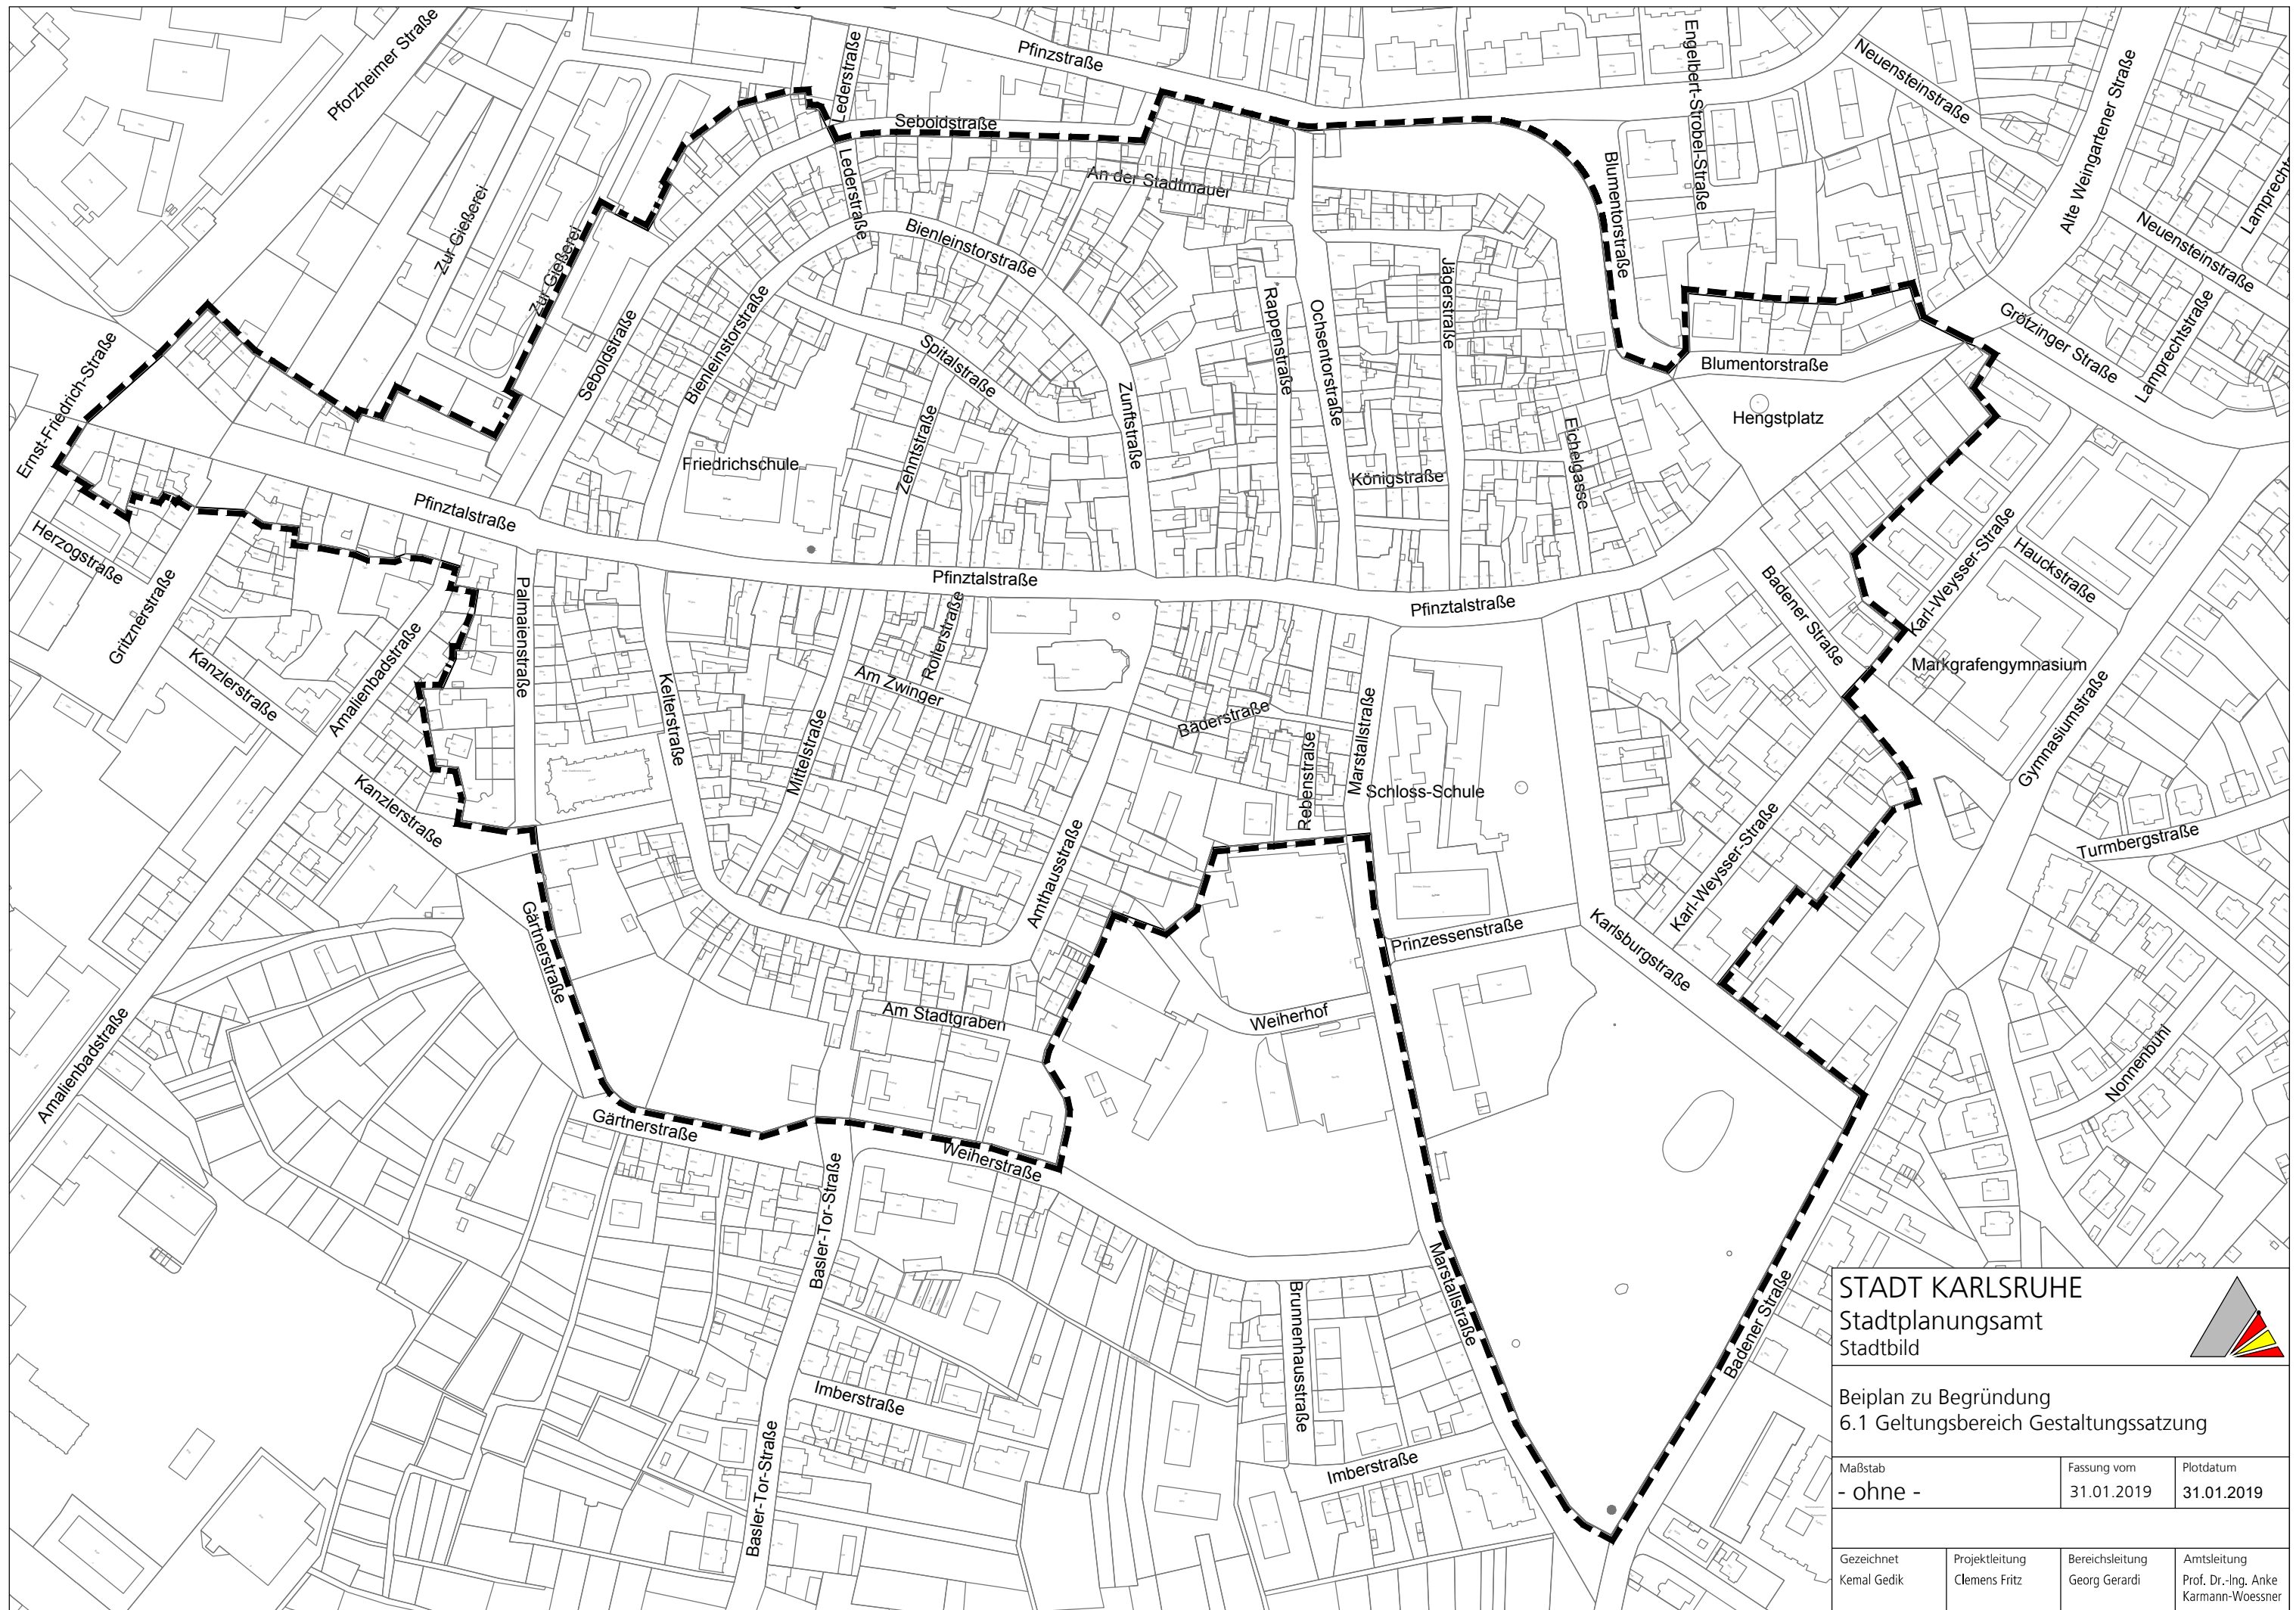 Pforzheimer Straße
Lederstraße
Pfinzstraße
Engelbert-Strobel-Straße
Neuensteinstraße
Alte Weingartener Straße
Lamprecht
Seboldstraße
Lederstraße
An der Stadtmauer
Blumentorstraße
Zur Gießerei
Zur Gießerei
Bienleinstorstraße
Neuensteinstraße
Ernst-Friedrich-Straße
Seboldstraße
Bienleinstorstraße
Spitalstraße
Zunftstraße
Rappenstraße
Ochsentorstraße
Jägerstraße
Blumentorstraße
Grötzinger Straße
Lamprechtstraße
Hengstplatz
Friedrichschule
Zehntstraße
Königstraße
Eichelgasse
Pfinztalstraße
Herzogstraße
Gritznerstraße
Karl-Weysser-Straße
Hauckstraße
Pfinztalstraße
Pfinztalstraße
Palmaienstraße
Badener Straße
Kanzlerstraße
Amalienbadstraße
Kelterstraße
Rollerstraße
Am Zwinger
Mittelstraße
Bäderstraße
Rebenstraße
Marstallstraße
Markgrafengymnasium
Gymnasiumstraße
Schloss-Schule
Kanzlerstraße
Amthausstraße
Karl-Weysser-Straße
Turmbergstraße
Gärtnerstraße
Prinzessenstraße
Karlsburgstraße
Am Stadtgraben
Weiherhof
Amalienbadstraße
Nonnenbühl
Gärtnerstraße
Weiherstraße
Basler-Tor-Straße
Marstallstraße
Brunnenhausstraße
Badener Straße
Imberstraße
Basler-Tor-Straße
Imberstraße
STADT KARLSRUHE
Stadtplanungsamt
Stadtbild
Beiplan zu Begründung
6.1 Geltungsbereich Gestaltungssatzung
Maßstab
- ohne -
Fassung vom
31.01.2019
Plotdatum
31.01.2019
Gezeichnet
Kemal Gedik
Projektleitung
Clemens Fritz
Bereichsleitung
Georg Gerardi
Amtsleitung
Prof. Dr.-Ing. Anke
Karmann-Woessner